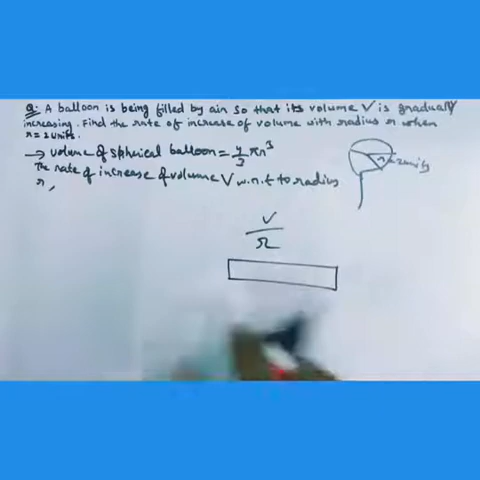 Q. A balloon is being filled by air so that its volume V is gradually
increasing. Find the rate of increase of volume with radius r when
r=2units.
→ volume of spherical balloon = 4/3 πr³
r=2units
The rate of increase of volume V w.r.t to radius
r,
V/r